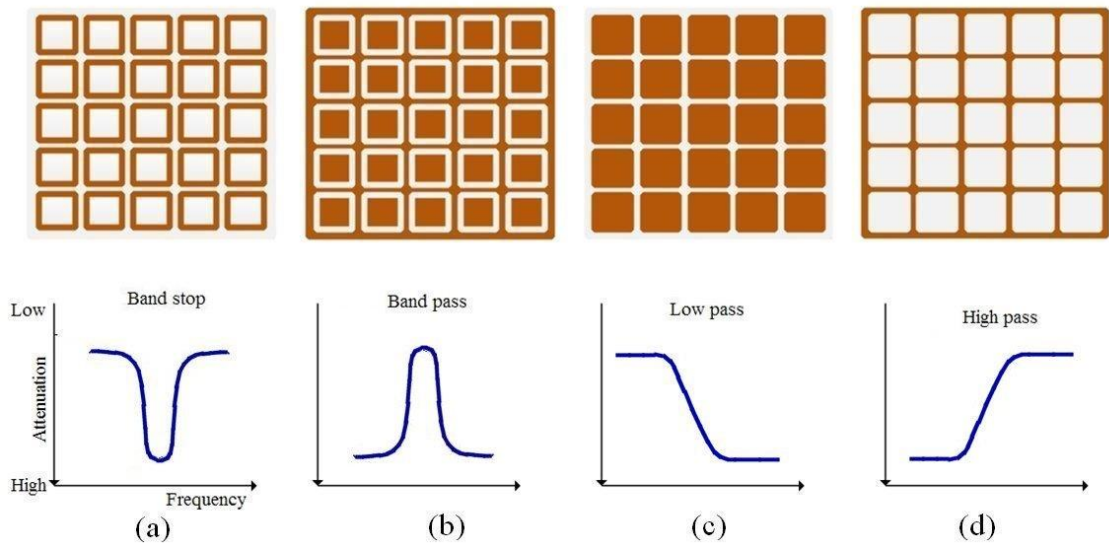 Low
Band stop
Band pass
Low pass
High pass
Attenuation
High
Frequency
(a)
(b)
(c)
(d)